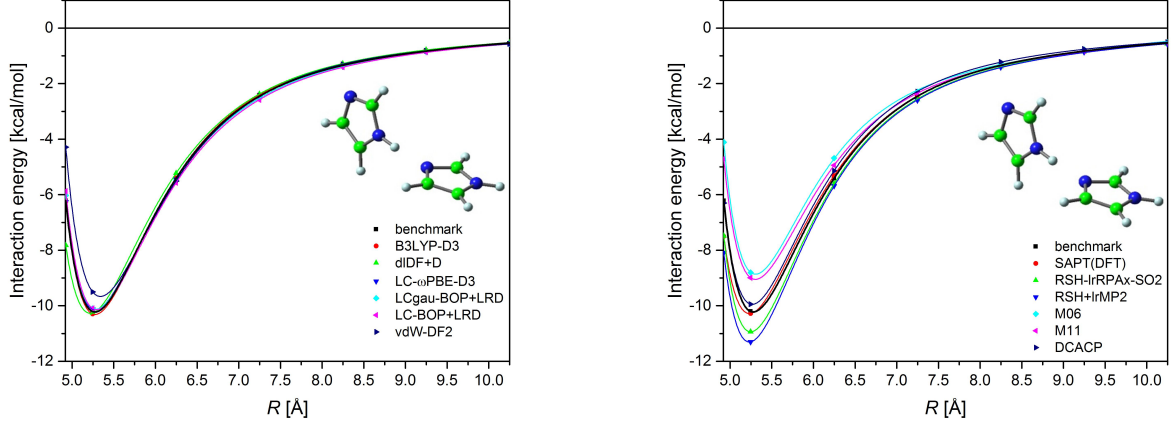 0
-2
-4
-6
-8
-10
-12
Interaction energy [kcal/mol]
benchmark
B3LYP-D3
dlDF+D
LC-ωPBE-D3
LCgau-BOP+LRD
LC-BOP+LRD
vdW-DF2
5.0 5.5 6.0 6.5 7.0 7.5 8.0 8.5 9.0 9.5 10.0
R [Å]
0
-2
-4
-6
-8
-10
-12
Interaction energy [kcal/mol]
benchmark
SAPT(DFT)
RSH-lrRPAx-SO2
RSH+lrMP2
M06
M11
DCACP
5.0 5.5 6.0 6.5 7.0 7.5 8.0 8.5 9.0 9.5 10.0
R [Å]